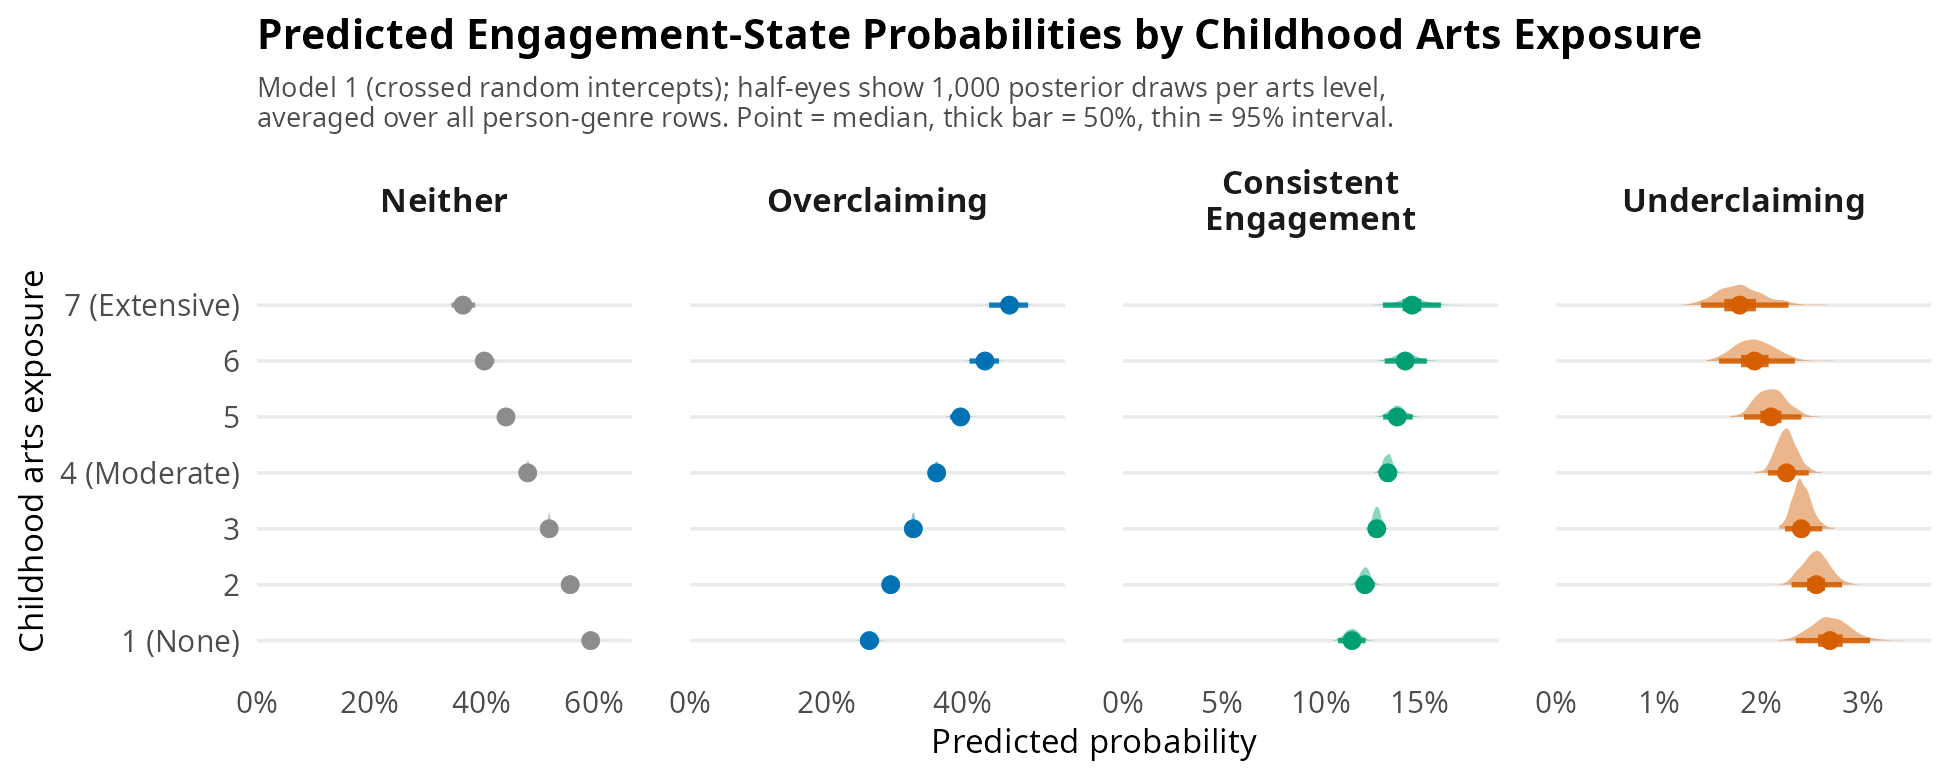 Predicted Engagement-State Probabilities by Childhood Arts Exposure
Model 1 (crossed random intercepts); half-eyes show 1,000 posterior draws per arts level,
averaged over all person-genre rows. Point = median, thick bar = 50%, thin = 95% interval.
Neither
Overclaiming
Consistent
Engagement
Underclaiming
Childhood arts exposure
7 (Extensive)
6
5
4 (Moderate)
3
2
1 (None)
0% 20% 40% 60%
0% 20% 40%
0% 5% 10% 15%
0% 1% 2% 3%
Predicted probability